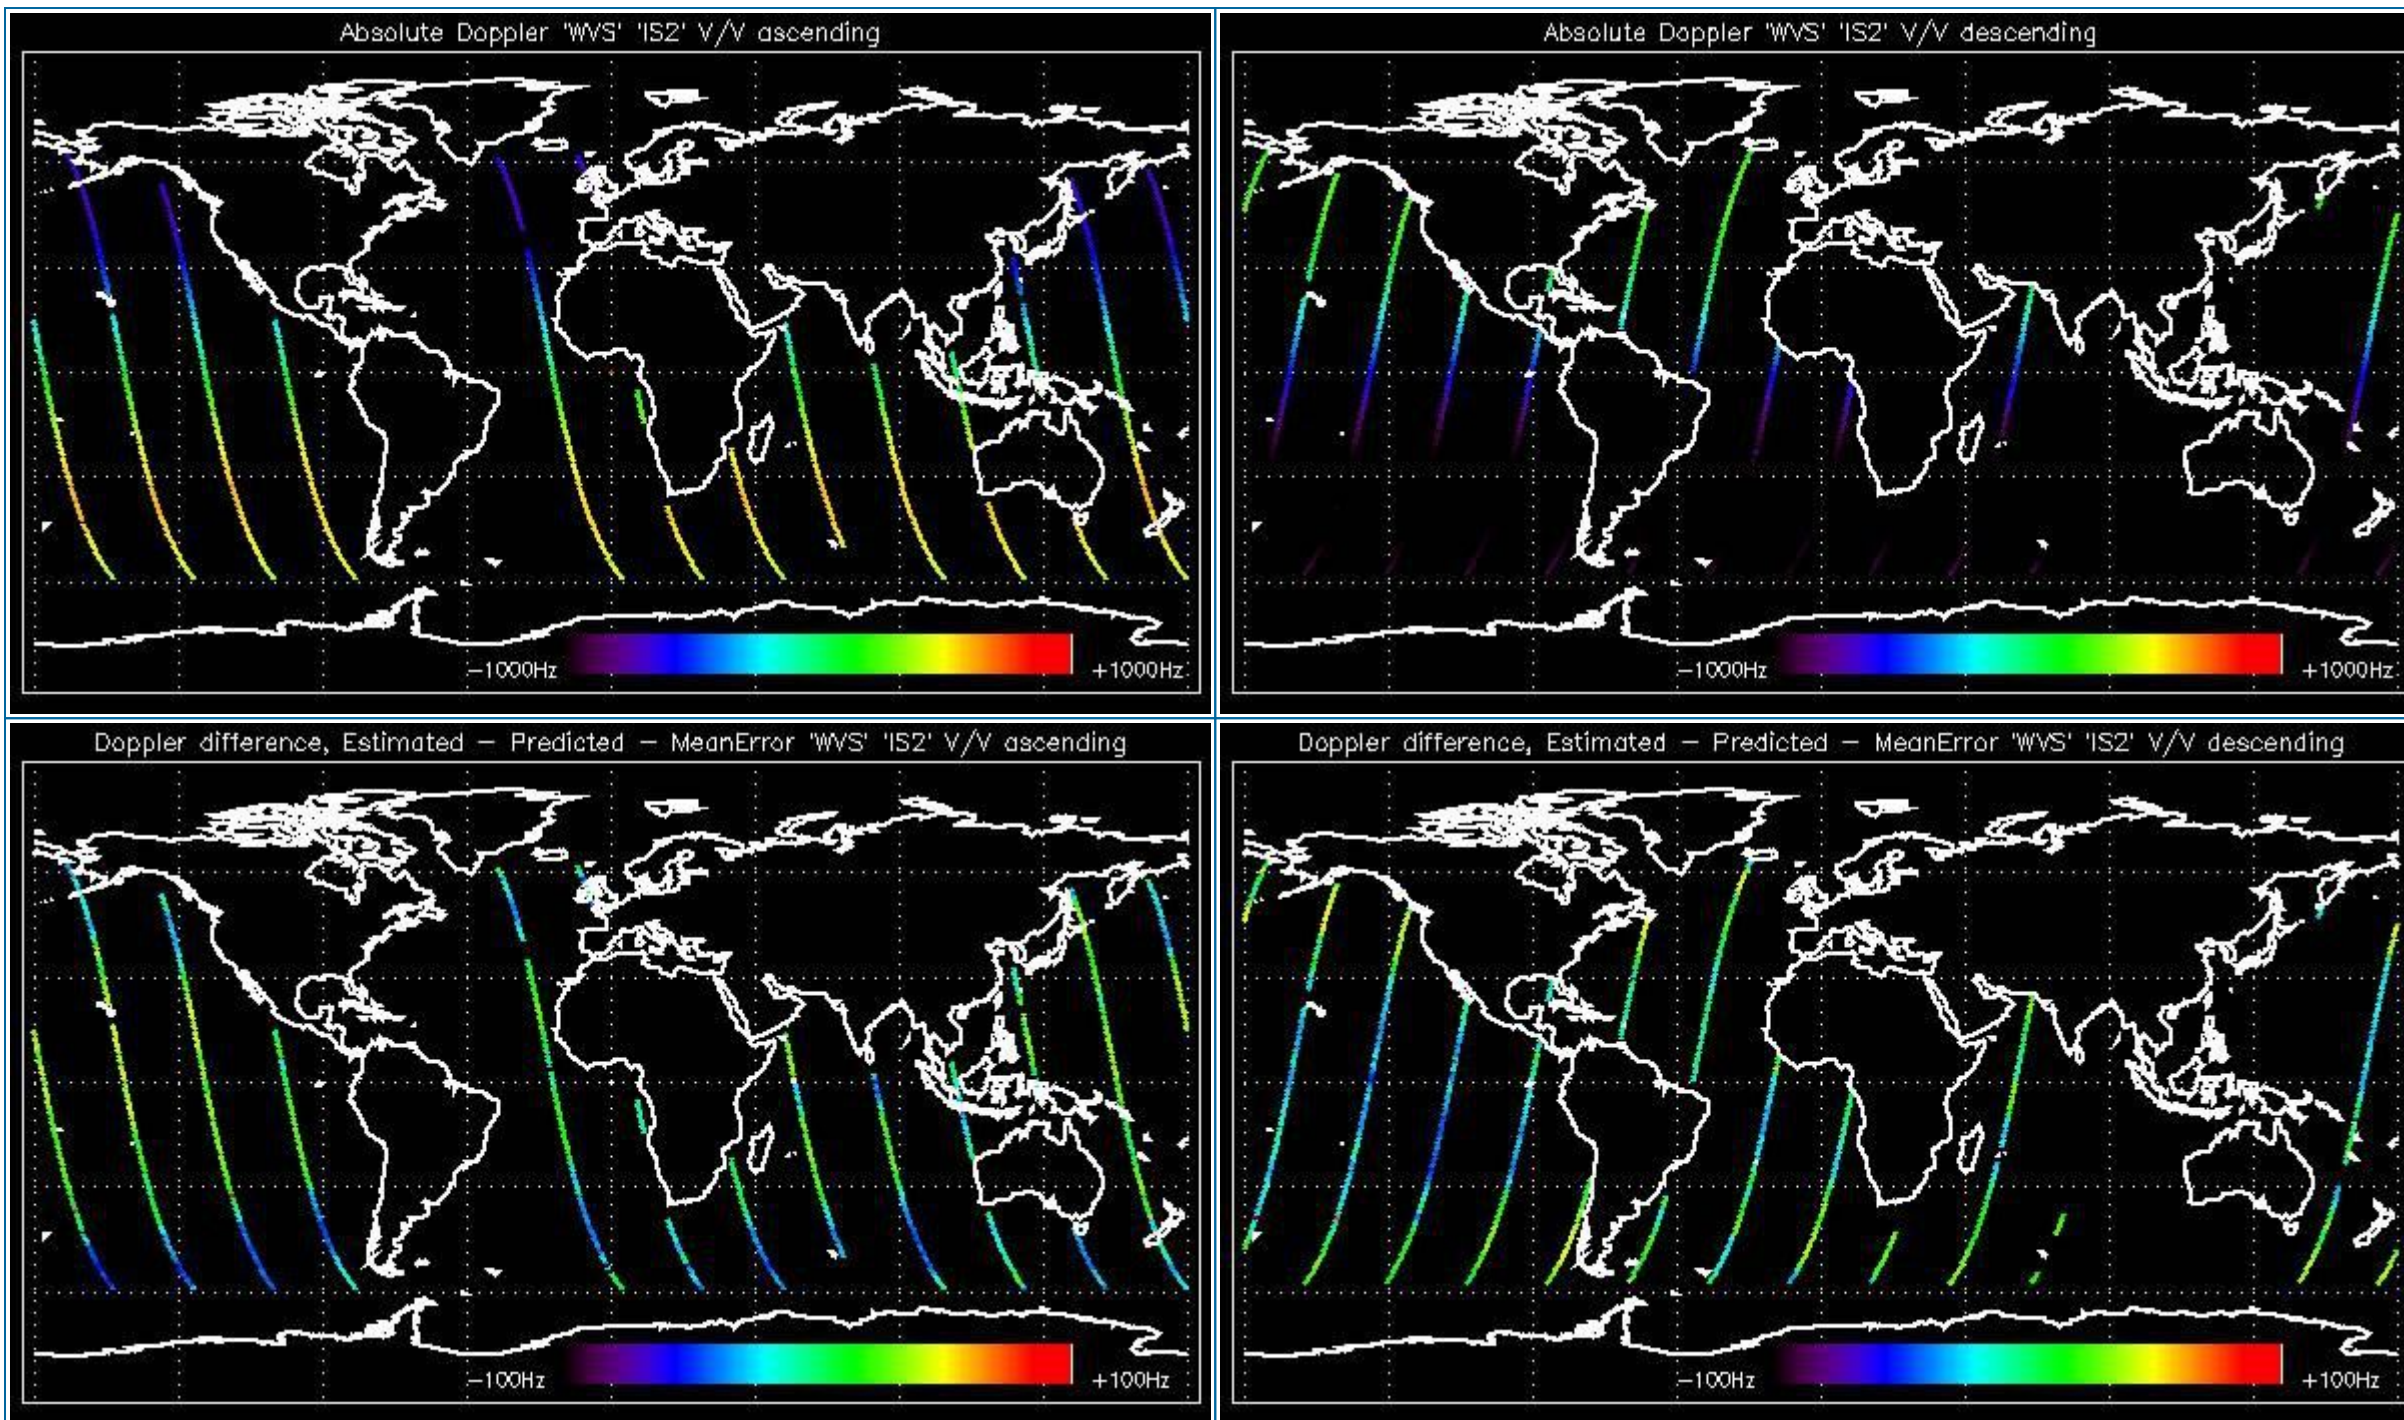 Absolute Doppler 'WVS' 'IS2' V/V ascending
-1000Hz
+1000Hz
Absolute Doppler 'WVS' 'IS2' V/V descending
-1000Hz
+1000Hz
Doppler difference, Estimated - Predicted - MeanError 'WVS' 'IS2' V/V ascending
-100Hz
+100Hz
Doppler difference, Estimated - Predicted - MeanError 'WVS' 'IS2' V/V descending
-100Hz
+100Hz